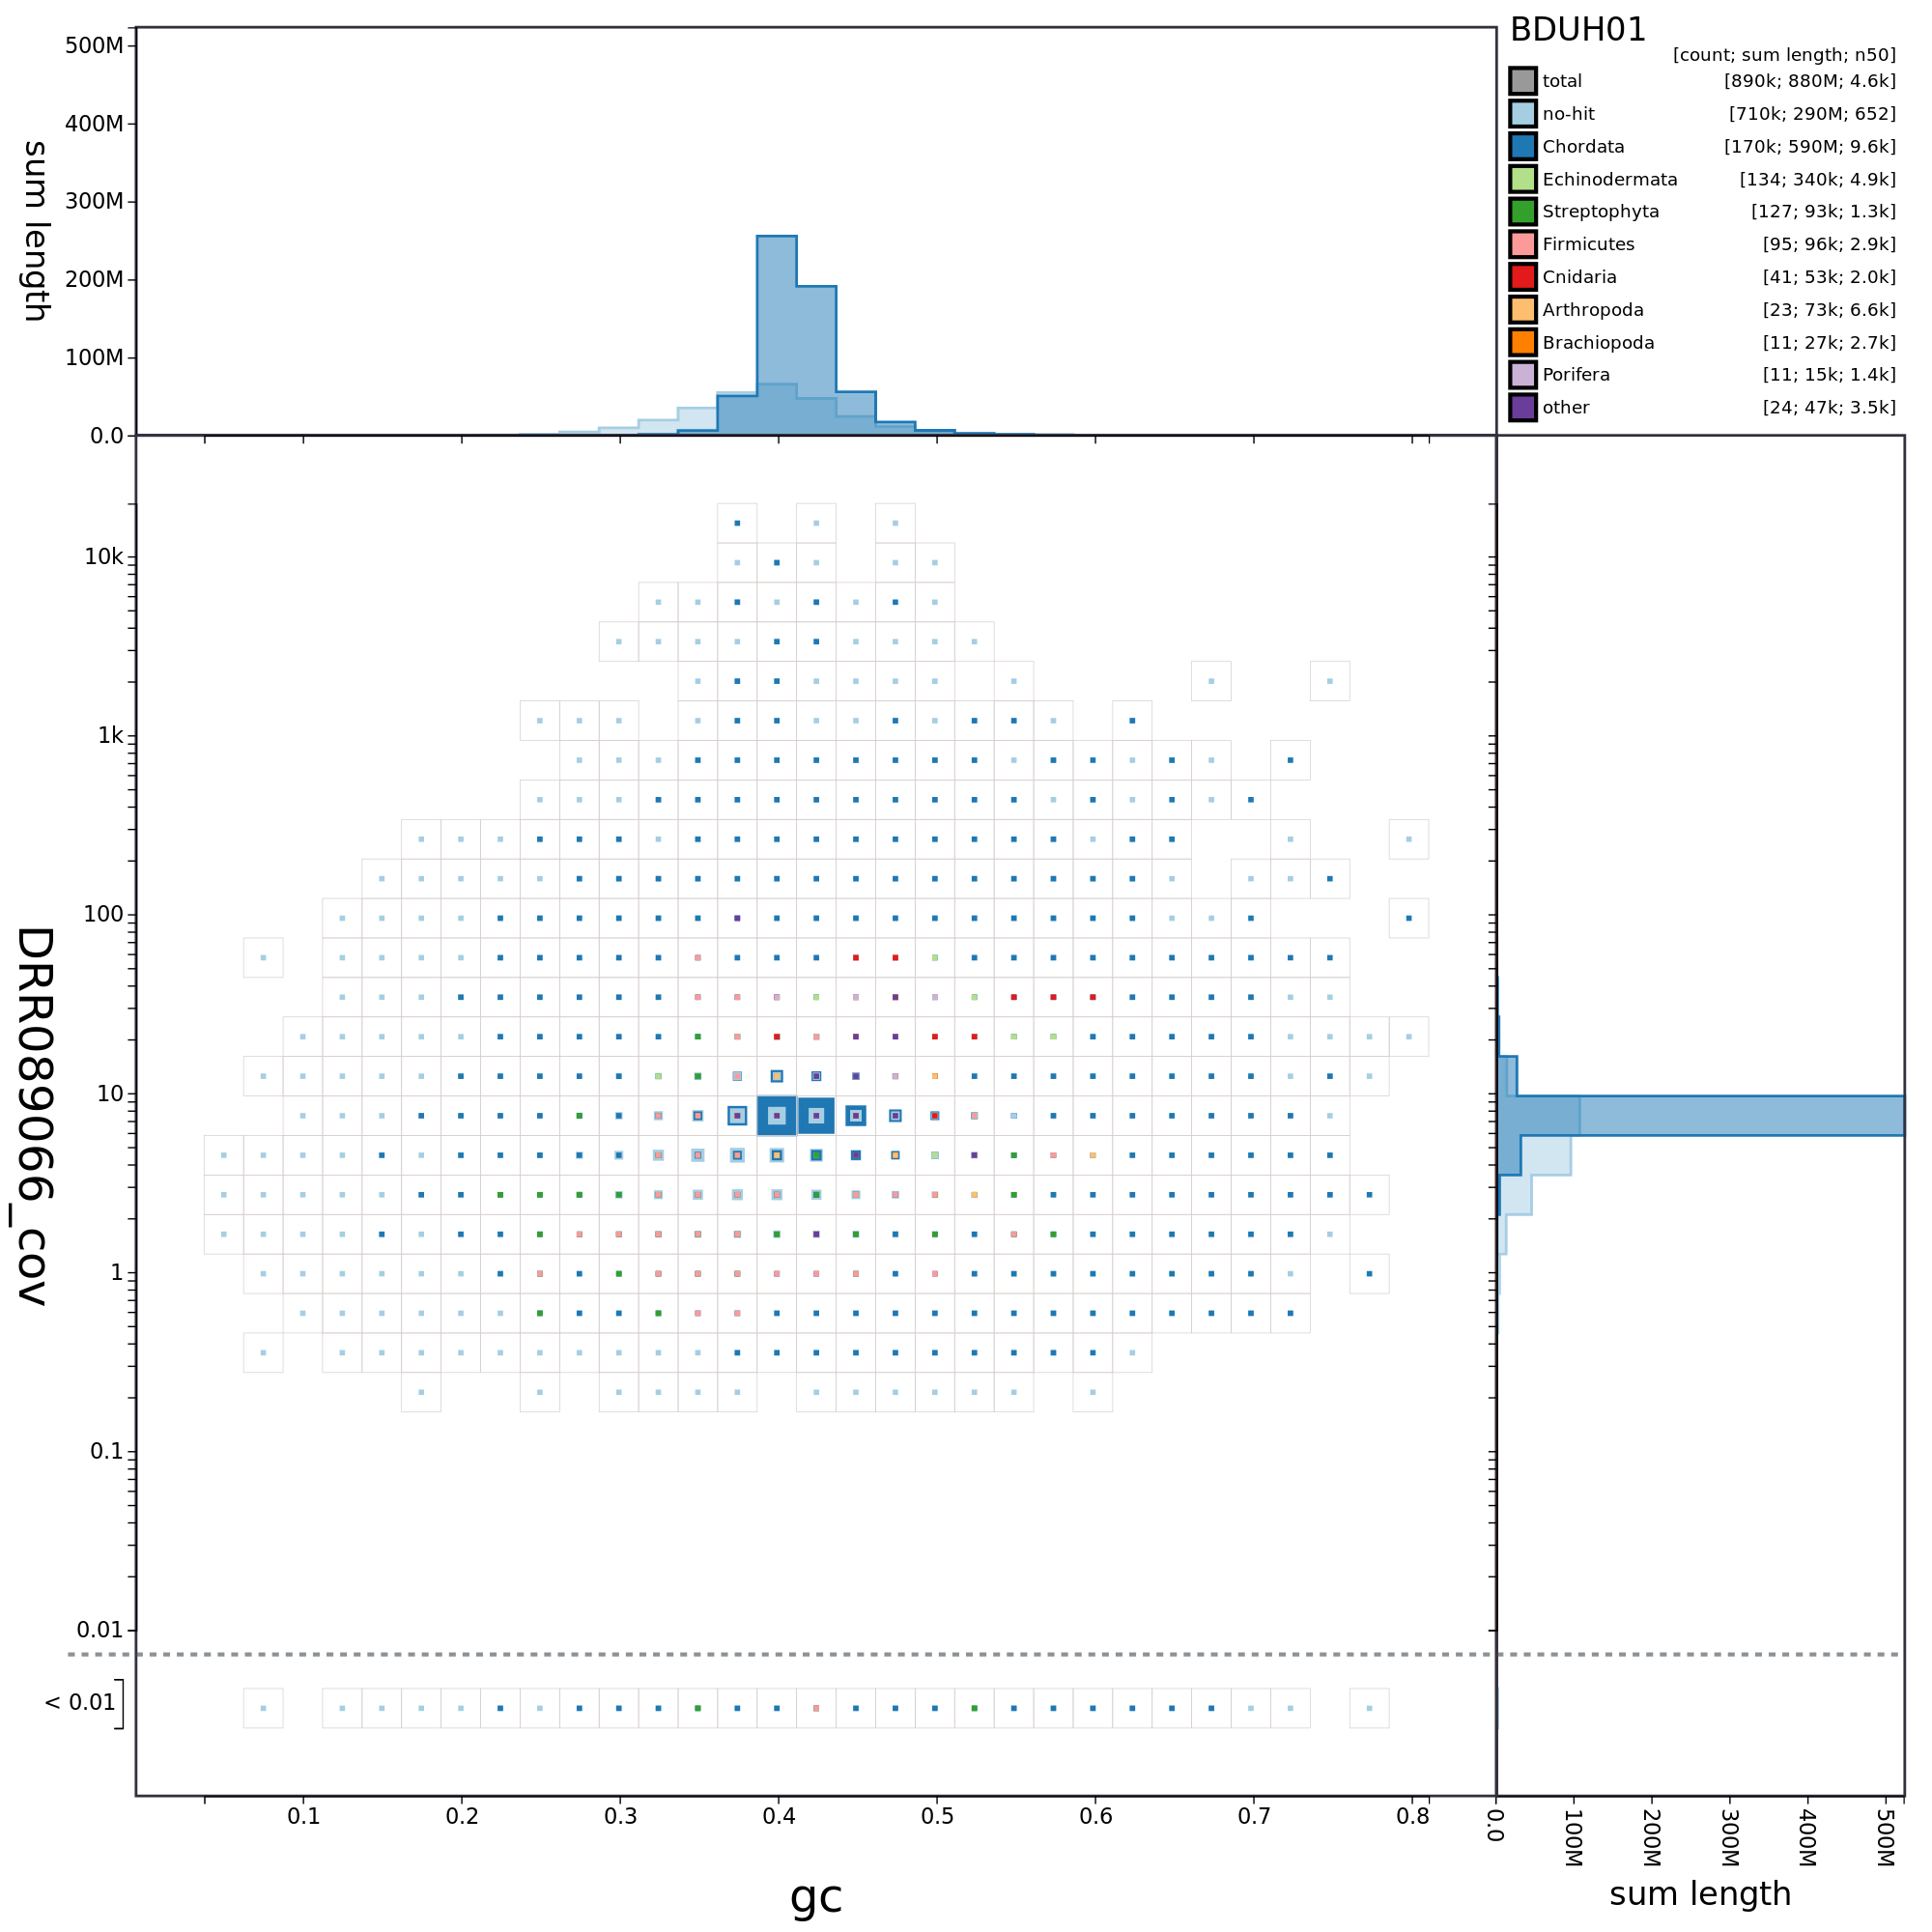 BDUH01
[count; sum length; n50]
total [890k; 880M; 4.6k]
no-hit [710k; 290M; 652]
Chordata [170k; 590M; 9.6k]
Echinodermata [134; 340k; 4.9k]
Streptophyta [127; 93k; 1.3k]
Firmicutes [95; 96k; 2.9k]
Cnidaria [41; 53k; 2.0k]
Arthropoda [23; 73k; 6.6k]
Brachiopoda [11; 27k; 2.7k]
Porifera [11; 15k; 1.4k]
other [24; 47k; 3.5k]
sum length
500M
400M
300M
200M
100M
0.0
DRR089066_cov
10k
1k
100
10
1
0.1
0.01
< 0.01
0.1 0.2 0.3 0.4 0.5 0.6 0.7 0.8
gc
0.0 100M 200M 300M 400M 500M
sum length